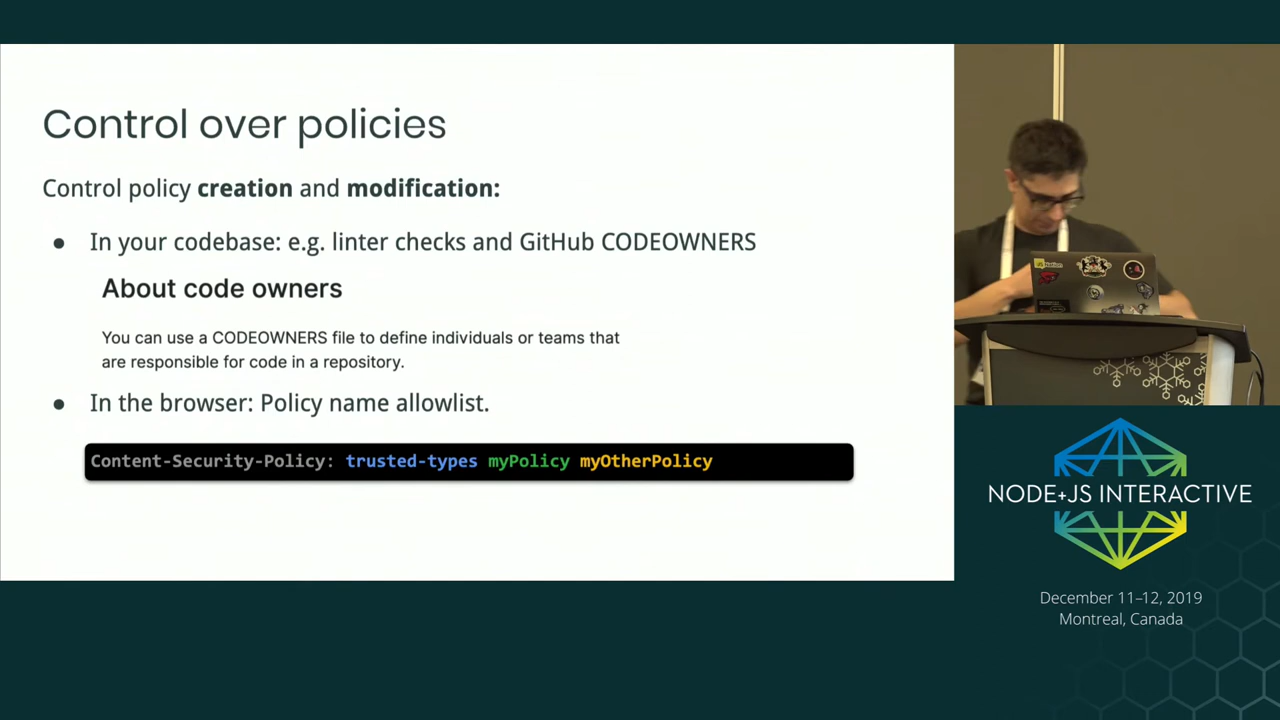 Control over policies
Control policy creation and modification:
● In your codebase: e.g. linter checks and GitHub CODEOWNERS
About code owners
You can use a CODEOWNERS file to define individuals or teams that
are responsible for code in a repository.
● In the browser: Policy name allowlist.
Content-Security-Policy: trusted-types myPolicy myOtherPolicy
NODE+JS INTERACTIVE
December 11–12, 2019
Montreal, Canada